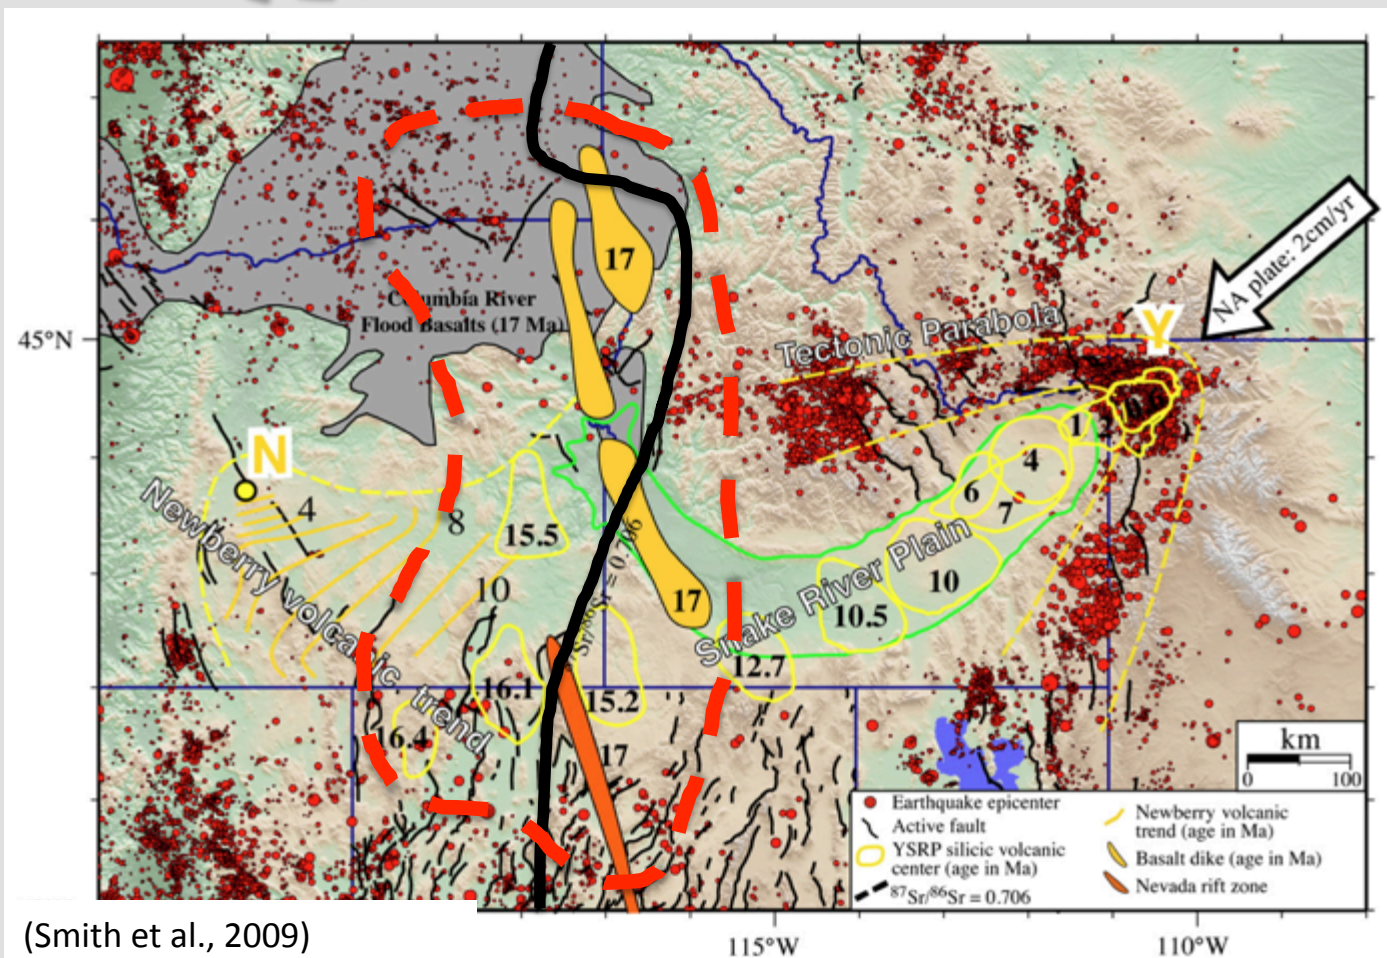 45°N
Columbia River
Flood Basalts (17 Ma)
17
Tectonic Parabola
Y
NA plate: 2cm/yr
N
Newberry volcanic trend
4
8
10
15.5
17
Snake River Plain
1
4
6
7
10
10.5
12.7
16.1
15.2
16.4
17
km
0 100
Earthquake epicenter
Active fault
YSRP silicic volcanic
center (age in Ma)
⁸⁷Sr/⁸⁶Sr = 0.706
Newberry volcanic
trend (age in Ma)
Basalt dike (age in Ma)
Nevada rift zone
(Smith et al., 2009)
115°W
110°W